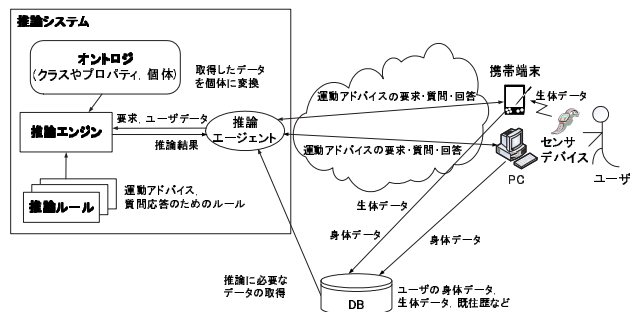 推論システム
オントロジ
(クラスやプロパティ, 個体)
取得したデータ
を個体に変換
推論エンジン
要求, ユーザデータ
推論結果
推論
エージェント
推論ルール
運動アドバイス,
質問応答のためのルール
運動アドバイスの要求・質問・回答
運動アドバイスの要求・質問・回答
携帯端末
生体データ
センサ
デバイス
PC
ユーザ
生体データ
身体データ
身体データ
推論に必要な
データの取得
DB
ユーザの身体データ,
生体データ, 既往歴など